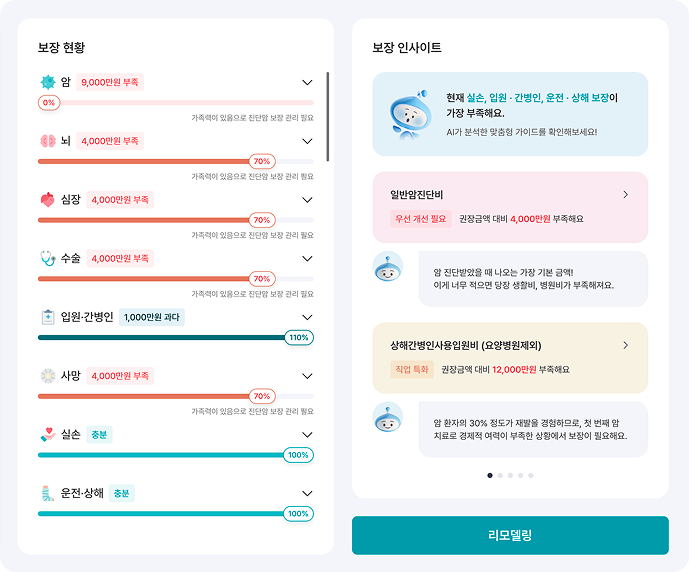 보장 현황
암 9,000만원 부족
0%
가족력이 있음으로 진단암 보장 관리 필요
뇌 4,000만원 부족
70%
가족력이 있음으로 진단암 보장 관리 필요
심장 4,000만원 부족
70%
가족력이 있음으로 진단암 보장 관리 필요
수술 4,000만원 부족
70%
가족력이 있음으로 진단암 보장 관리 필요
입원·간병인 1,000만원 과다
110%
사망 4,000만원 부족
70%
가족력이 있음으로 진단암 보장 관리 필요
실손 충분
100%
운전·상해 충분
100%
보장 인사이트
현재 실손, 입원 · 간병인, 운전 · 상해 보장이
가장 부족해요.
AI가 분석한 맞춤형 가이드를 확인해보세요!
일반암진단비
우선 개선 필요 권장금액 대비 4,000만원 부족해요
암 진단받았을 때 나오는 가장 기본 금액!
이게 너무 적으면 당장 생활비, 병원비가 부족해져요.
상해간병인사용입원비 (요양병원제외)
직업 특화 권장금액 대비 12,000만원 부족해요
암 환자의 30% 정도가 재발을 경험하므로, 첫 번째 암
치료로 경제적 여력이 부족한 상황에서 보장이 필요해요.
리모델링